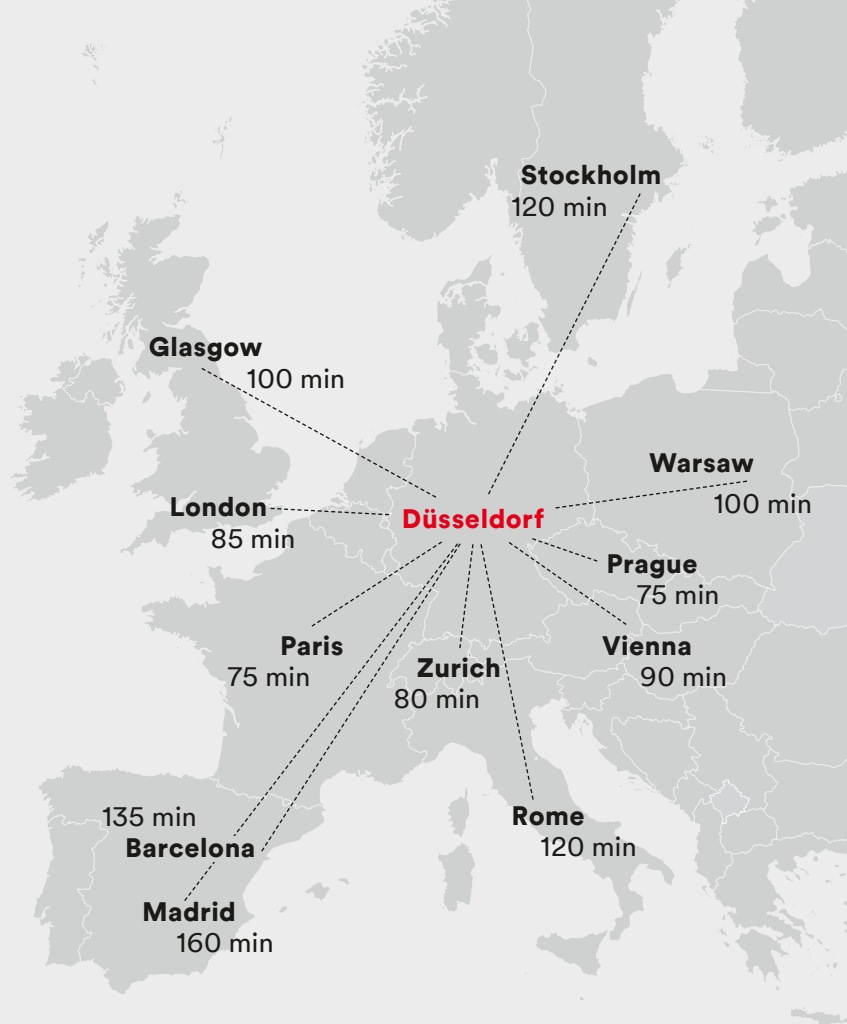 Stockholm
120 min
Glasgow
100 min
Warsaw
100 min
London
85 min
Düsseldorf
Prague
75 min
Paris
75 min
Zurich
80 min
Vienna
90 min
135 min
Barcelona
Rome
120 min
Madrid
160 min